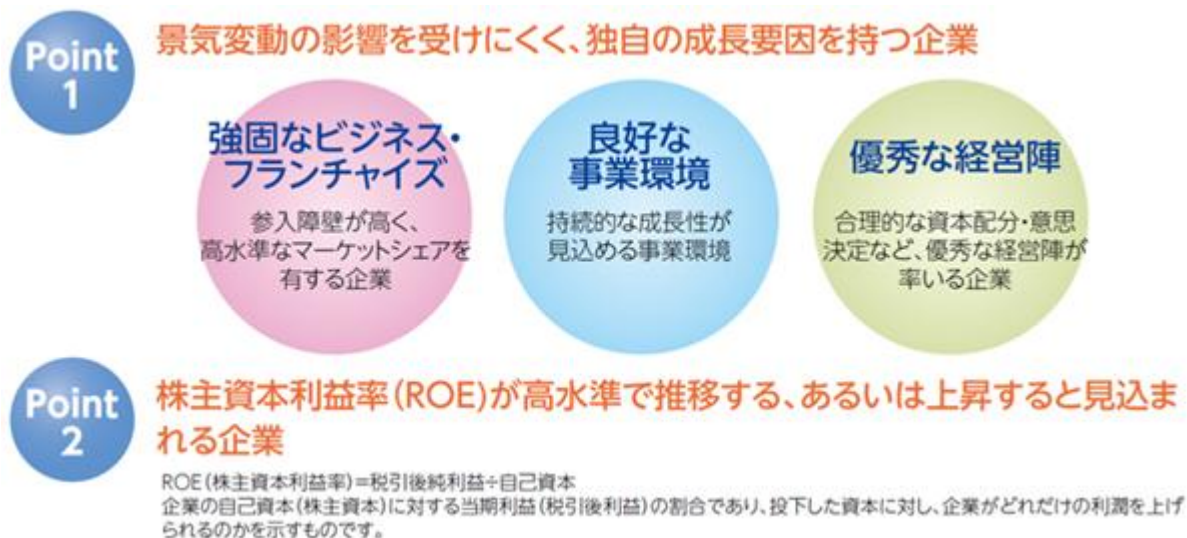 Point
1
景気変動の影響を受けにくく、独自の成長要因を持つ企業
強固なビジネス・
フランチャイズ
参入障壁が高く、
高水準なマーケットシェアを
有する企業
良好な
事業環境
持続的な成長性が
見込める事業環境
優秀な経営陣
合理的な資本配分・意思
決定など、優秀な経営陣が
率いる企業
Point
2
株主資本利益率(ROE)が高水準で推移する、あるいは上昇すると見込ま
れる企業
ROE(株主資本利益率)=税引後純利益÷自己資本
企業の自己資本(株主資本)に対する当期利益(税引後利益)の割合であり、投下した資本に対し、企業がどれだけの利潤を上げ
られるのかを示すものです。